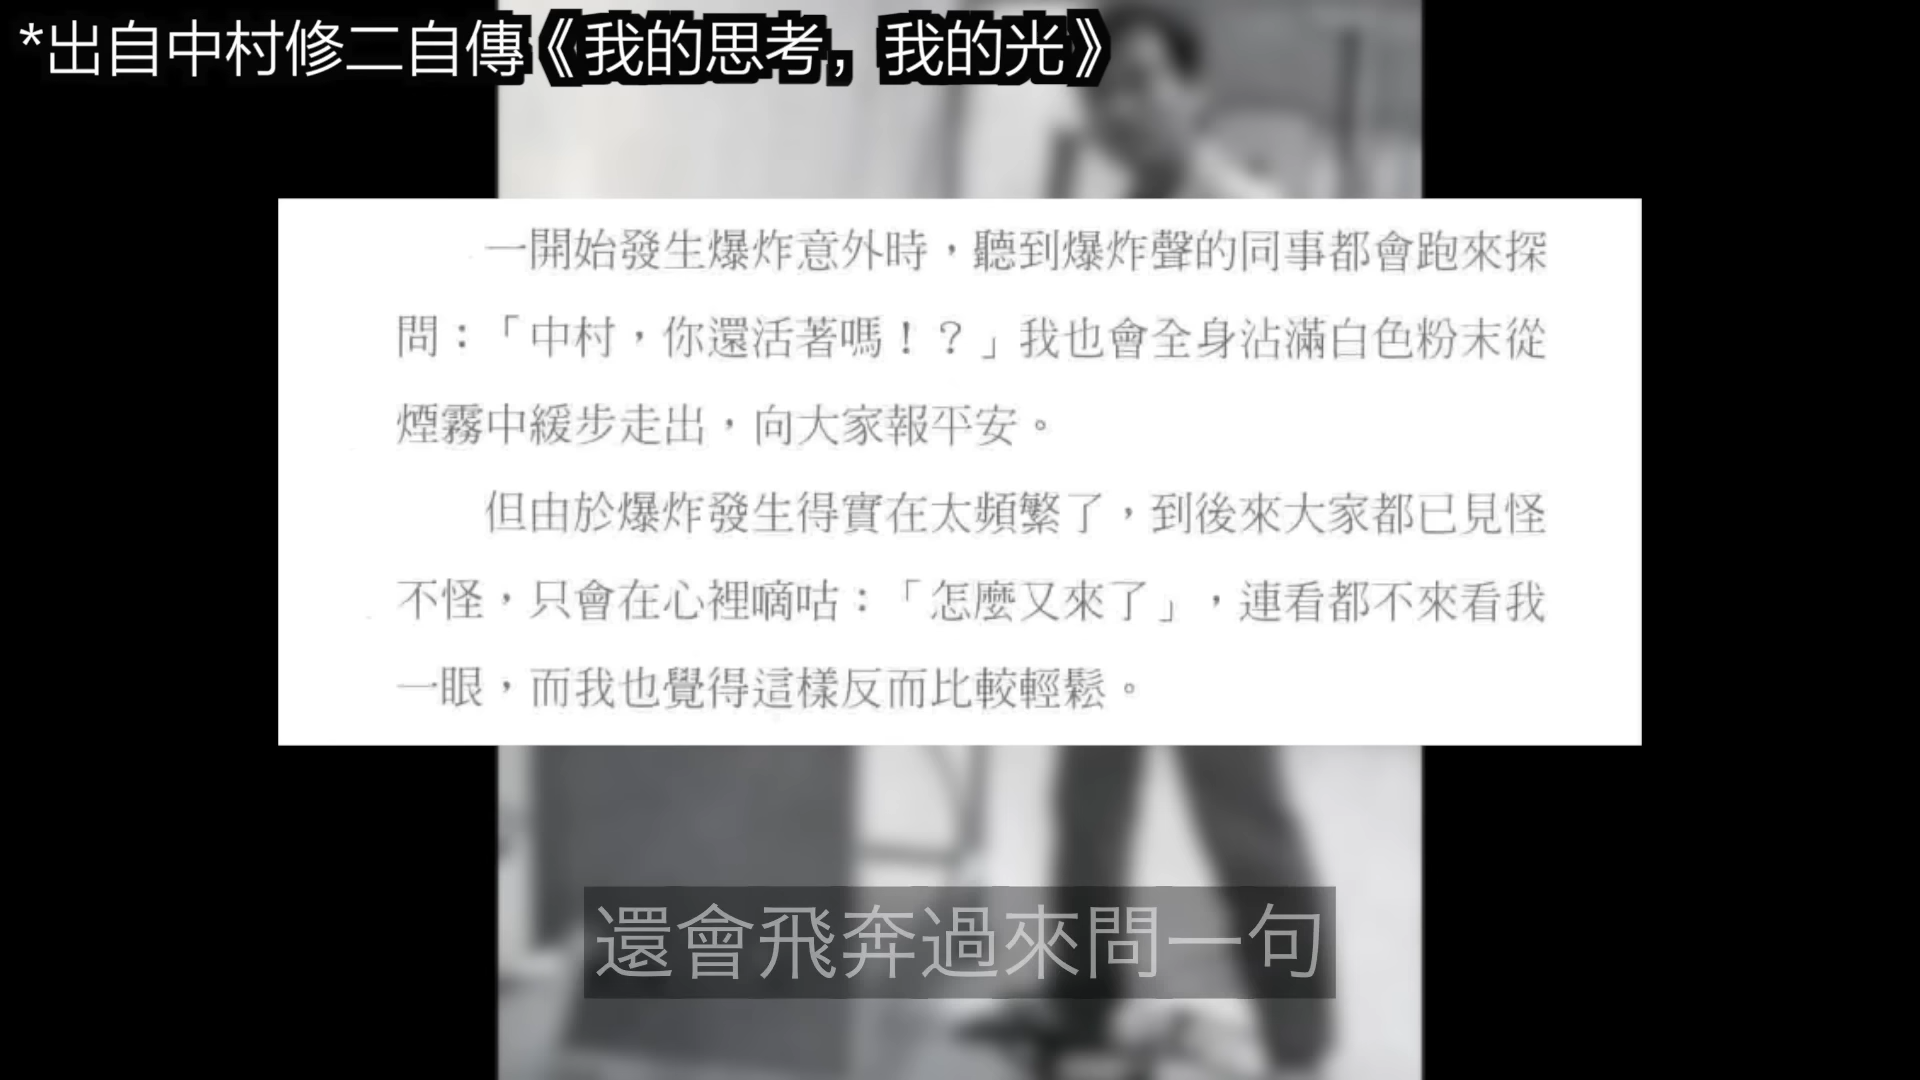 *出自中村修二自傳《我的思考，我的光》
一開始發生爆炸意外時，聽到爆炸聲的同事都會跑來探
問：「中村，你還活著嗎！？」我也會全身沾滿白色粉末從
煙霧中緩步走出，向大家報平安。
但由於爆炸發生得實在太頻繁了，到後來大家都已見怪
不怪，只會在心裡嘀咕：「怎麼又來了」，連看都不來看我
一眼，而我也覺得這樣反而比較輕鬆。
還會飛奔過來問一句